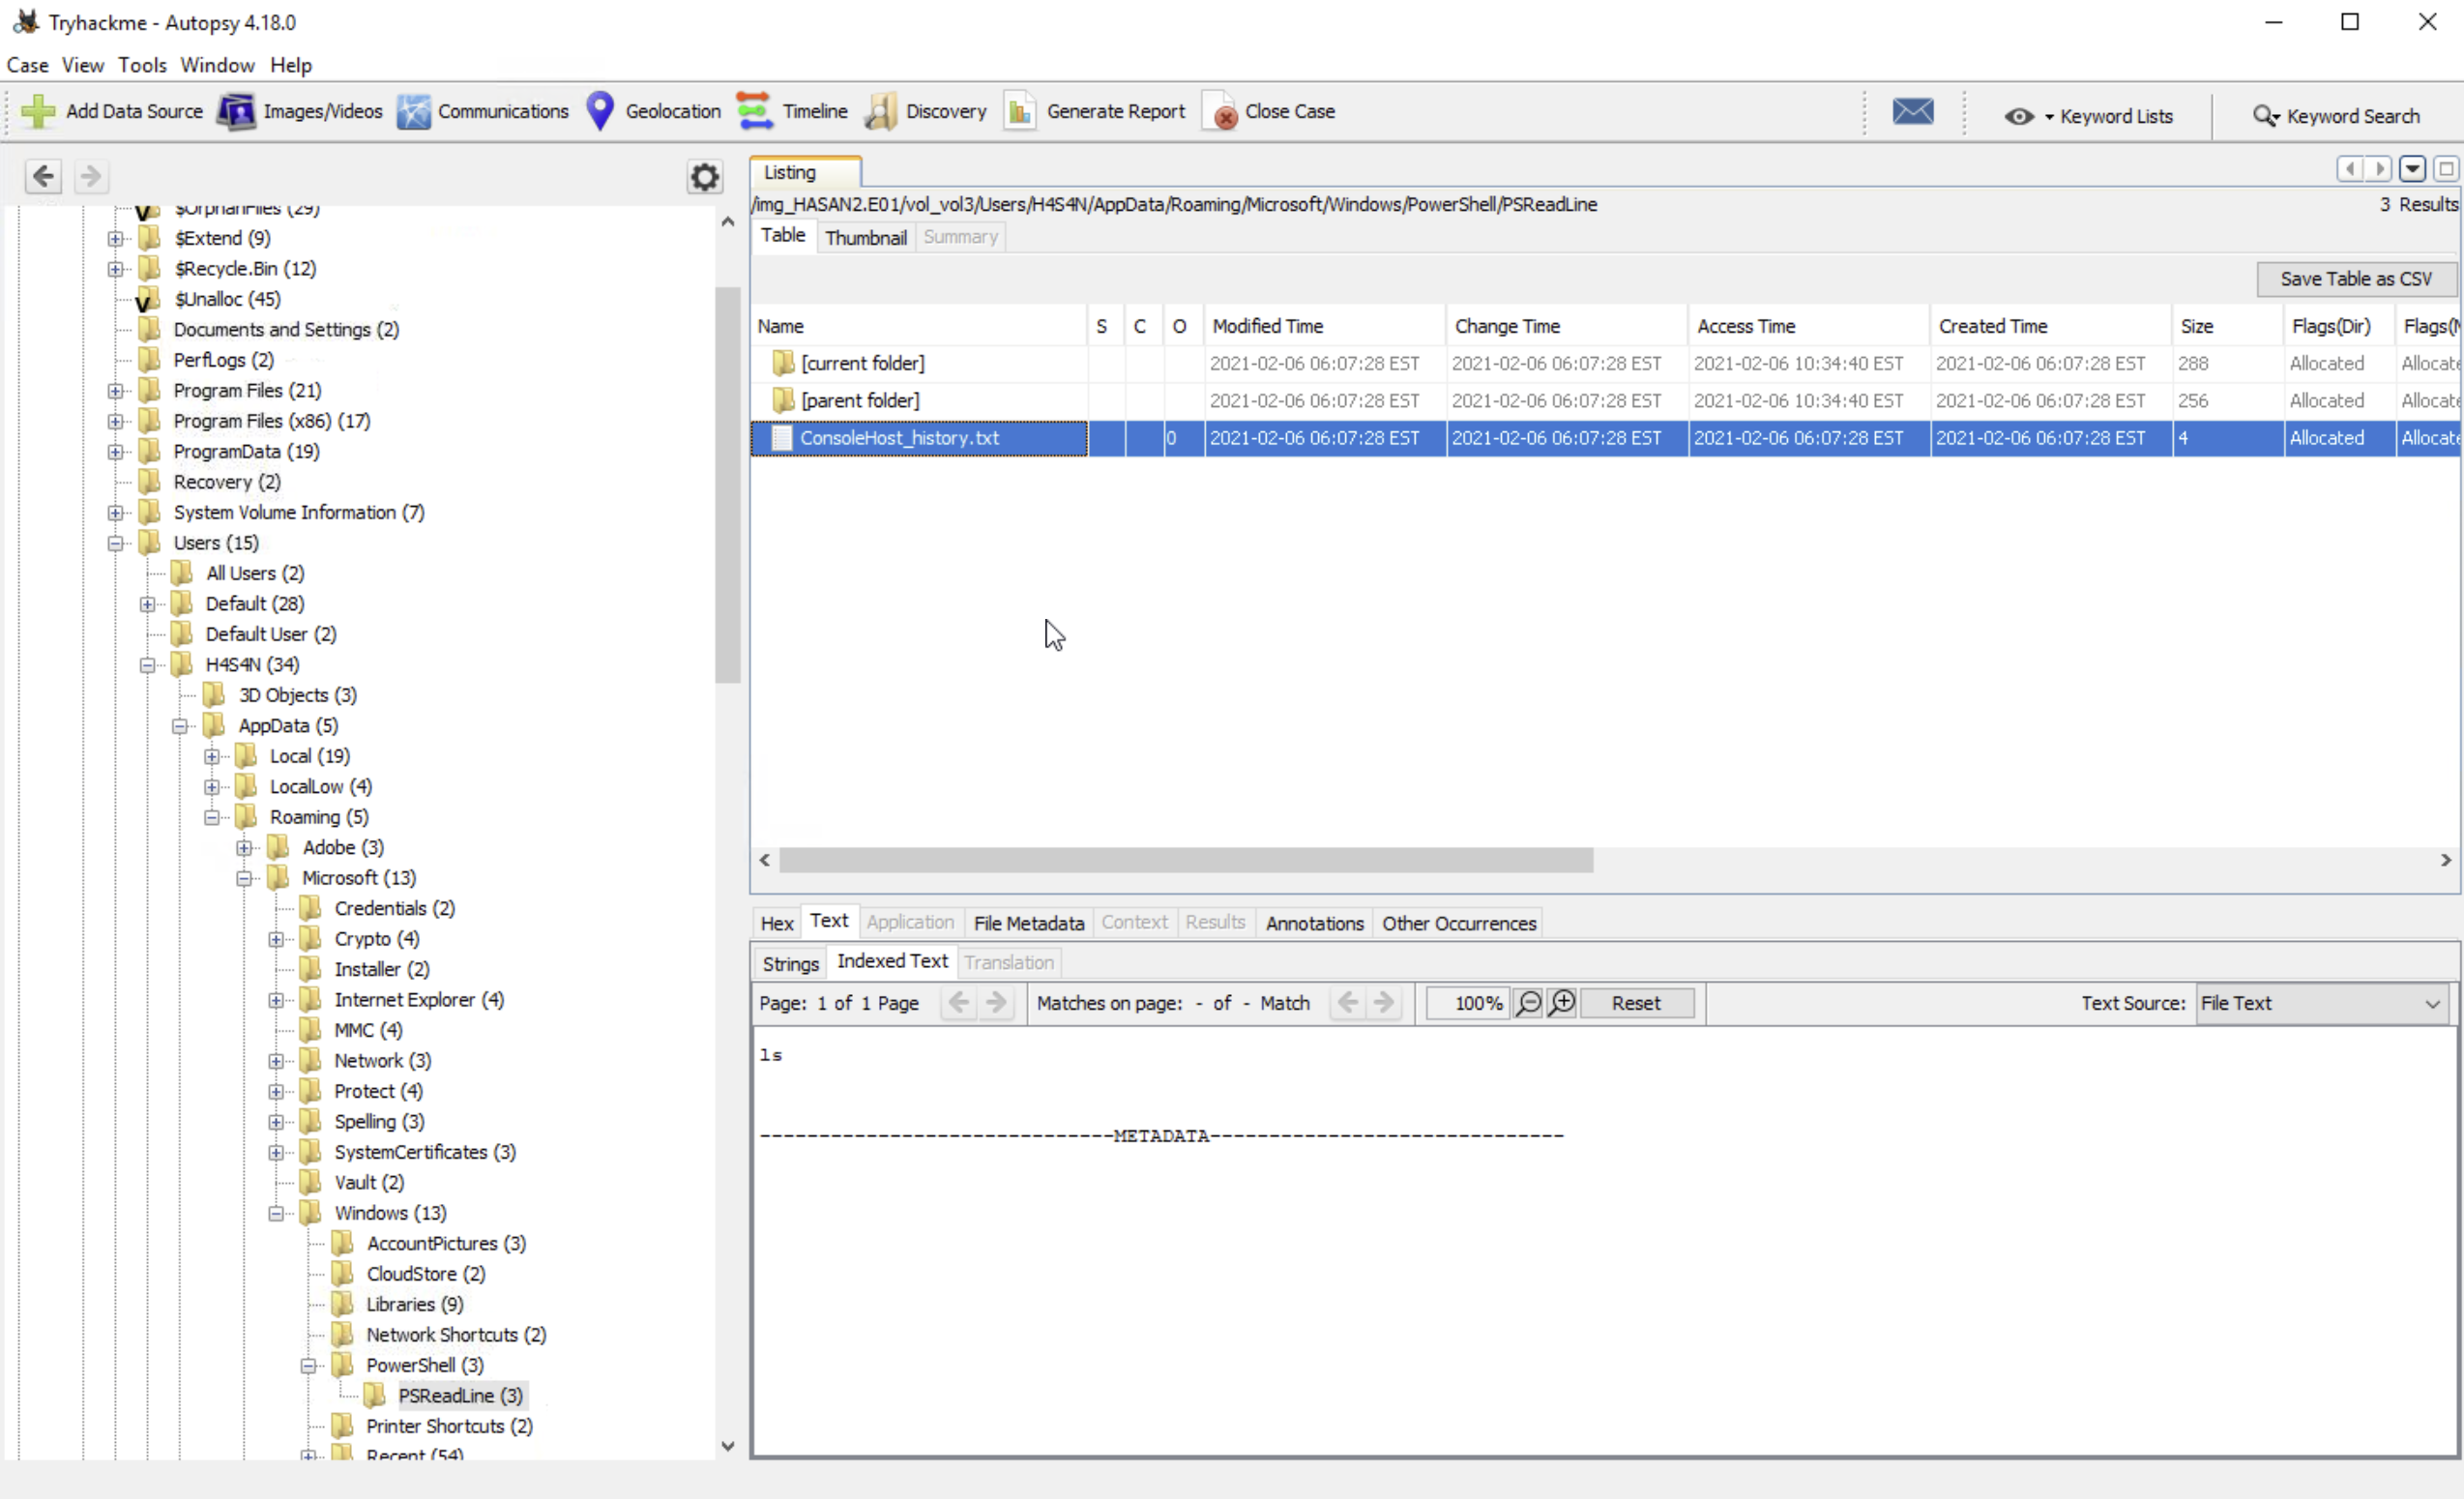 Tryhackme - Autopsy 4.18.0
Case View Tools Window Help
Add Data Source Images/Videos Communications Geolocation Timeline Discovery Generate Report Close Case Keyword Lists Keyword Search
$OrphanFiles (29)
$Extend (9)
$Recycle.Bin (12)
$Unalloc (45)
Documents and Settings (2)
PerfLogs (2)
Program Files (21)
Program Files (x86) (17)
ProgramData (19)
Recovery (2)
System Volume Information (7)
Users (15)
All Users (2)
Default (28)
Default User (2)
H4S4N (34)
3D Objects (3)
AppData (5)
Local (19)
LocalLow (4)
Roaming (5)
Adobe (3)
Microsoft (13)
Credentials (2)
Crypto (4)
Installer (2)
Internet Explorer (4)
MMC (4)
Network (3)
Protect (4)
Spelling (3)
SystemCertificates (3)
Vault (2)
Windows (13)
AccountPictures (3)
CloudStore (2)
Libraries (9)
Network Shortcuts (2)
PowerShell (3)
PSReadLine (3)
Printer Shortcuts (2)
Recent (54)
Listing
/img_HASAN2.E01/vol_vol3/Users/H4S4N/AppData/Roaming/Microsoft/Windows/PowerShell/PSReadLine 3 Results
Table Thumbnail Summary
Save Table as CSV
Name S C O Modified Time Change Time Access Time Created Time Size Flags(Dir) Flags(M
[current folder] 2021-02-06 06:07:28 EST 2021-02-06 06:07:28 EST 2021-02-06 10:34:40 EST 2021-02-06 06:07:28 EST 288 Allocated Allocate
[parent folder] 2021-02-06 06:07:28 EST 2021-02-06 06:07:28 EST 2021-02-06 10:34:40 EST 2021-02-06 06:07:28 EST 256 Allocated Allocate
ConsoleHost_history.txt 0 2021-02-06 06:07:28 EST 2021-02-06 06:07:28 EST 2021-02-06 06:07:28 EST 2021-02-06 06:07:28 EST 4 Allocated Allocate
Hex Text Application File Metadata Context Results Annotations Other Occurrences
Strings Indexed Text Translation
Page: 1 of 1 Page Matches on page: - of - Match 100% Reset Text Source: File Text
ls
------------------------------METADATA------------------------------